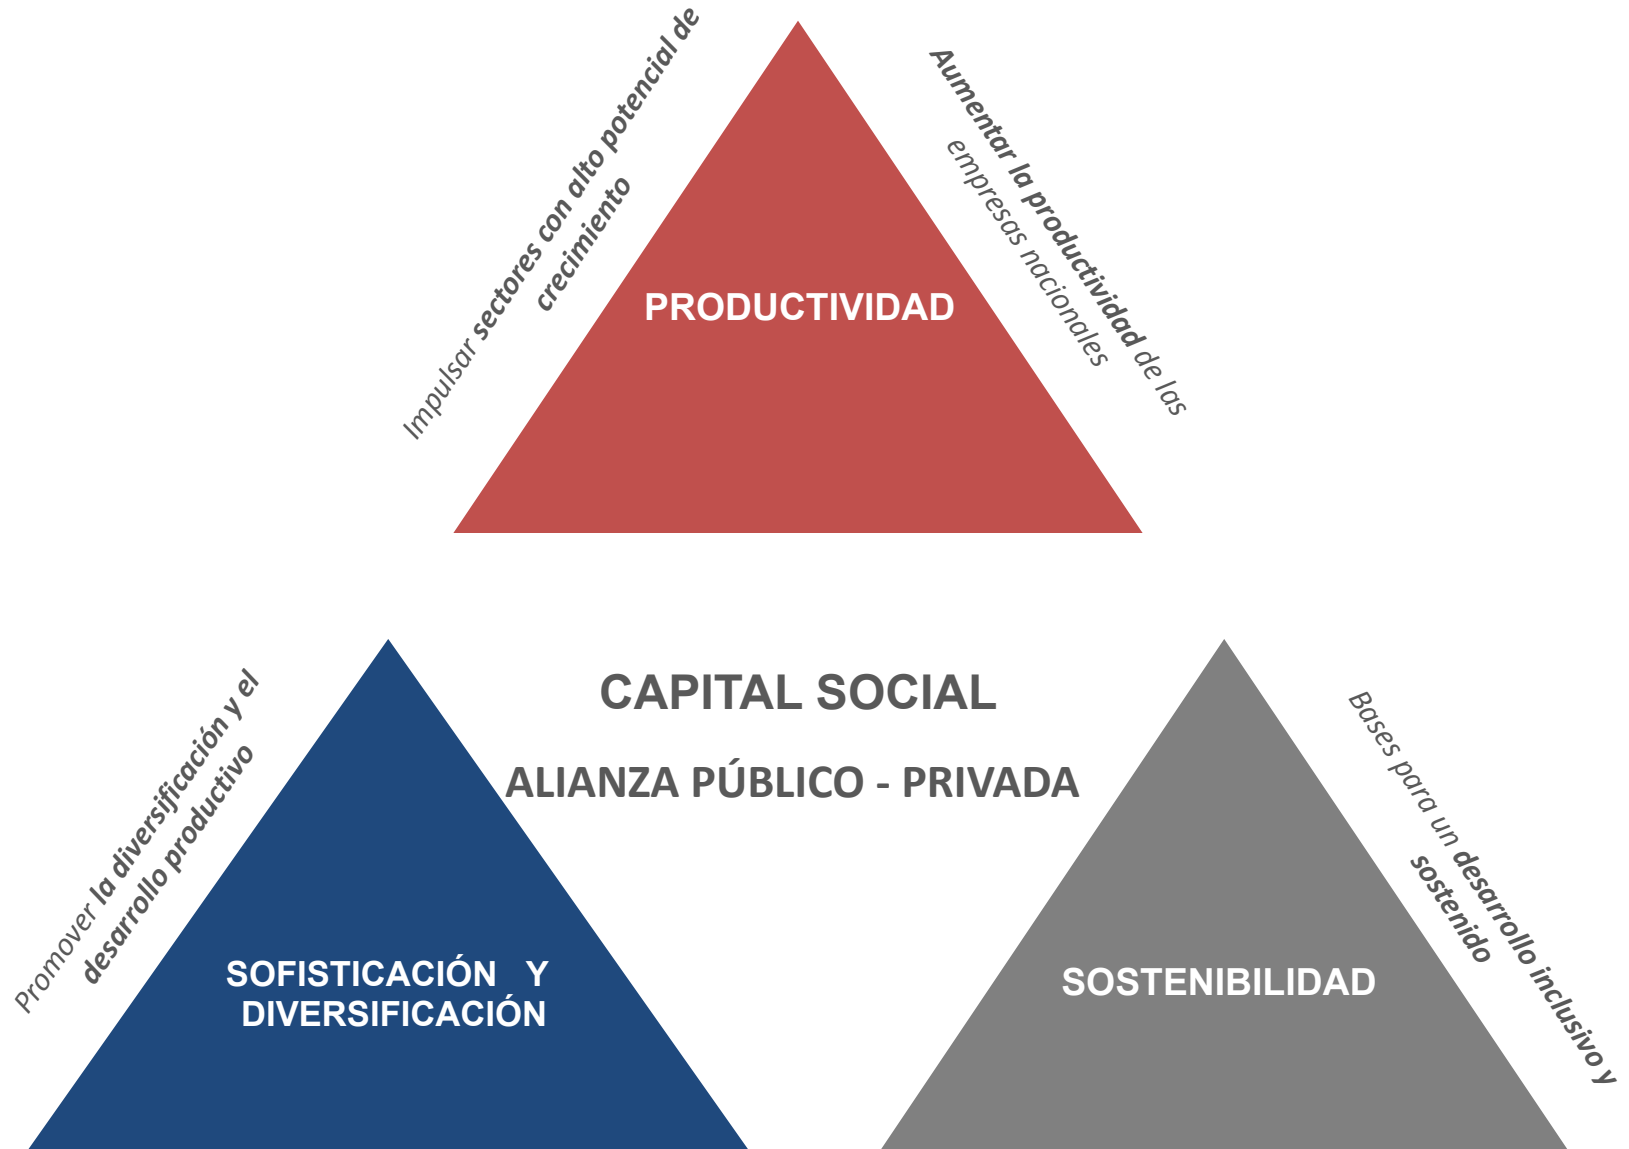 Impulsar sectores con alto potencial de
crecimiento
Aumentar la productividad de las
empresas nacionales
PRODUCTIVIDAD
CAPITAL SOCIAL
ALIANZA PÚBLICO - PRIVADA
Promover la diversificación y el
desarrollo productivo
SOFISTICACIÓN Y
DIVERSIFICACIÓN
Bases para un desarrollo inclusivo y
sostenido
SOSTENIBILIDAD